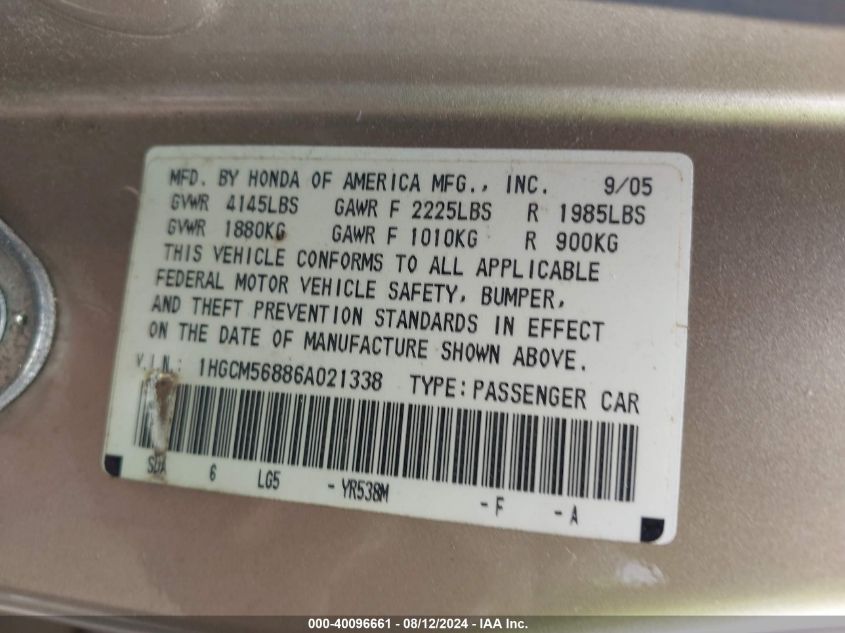 MFD. BY HONDA OF AMERICA MFG., INC. 9/05
GVWR 4145LBS GAWR F 2225LBS R 1985LBS
GVWR 1880KG GAWR F 1010KG R 900KG
THIS VEHICLE CONFORMS TO ALL APPLICABLE
FEDERAL MOTOR VEHICLE SAFETY, BUMPER,
AND THEFT PREVENTION STANDARDS IN EFFECT
ON THE DATE OF MANUFACTURE SHOWN ABOVE.
V.I.N.: 1HGCM56886A021338 TYPE: PASSENGER CAR
SDA 6 LG5 -YR538M -F -A
000-40096661 - 08/12/2024 - IAA Inc.